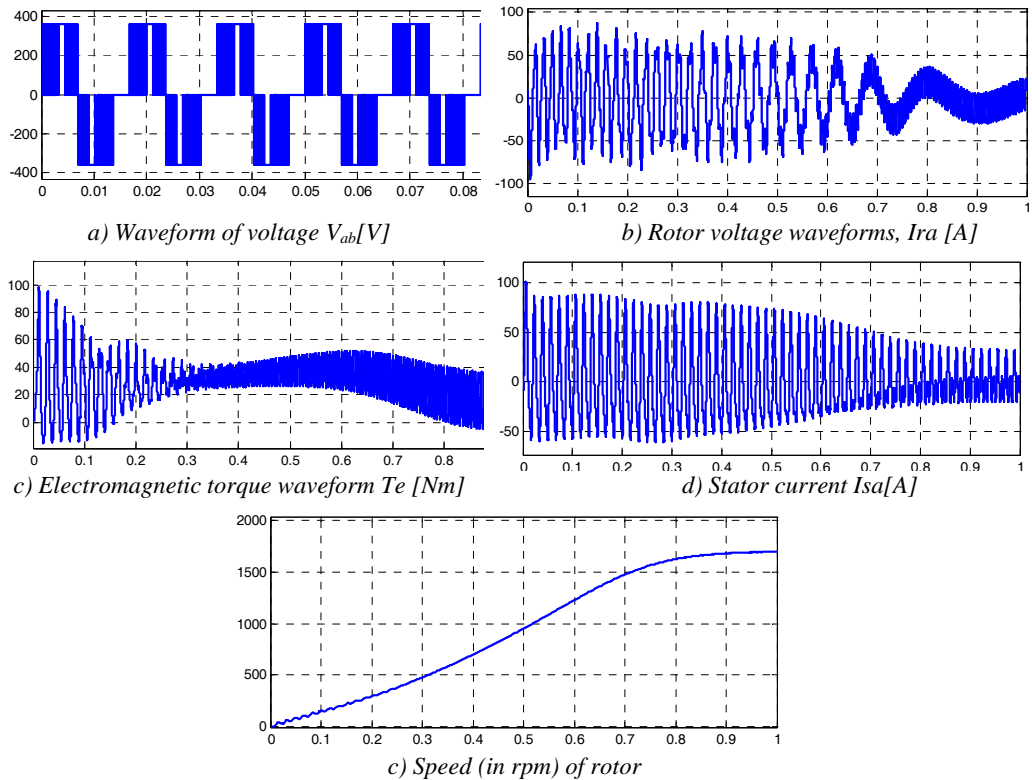 400
200
0
-200
-400
0 0.01 0.02 0.03 0.04 0.05 0.06 0.07 0.08
a) Waveform of voltage Vab[V]
100
50
0
-50
-100
0 0.1 0.2 0.3 0.4 0.5 0.6 0.7 0.8 0.9 1
b) Rotor voltage waveforms, Ira [A]
100
80
60
40
20
0
0 0.1 0.2 0.3 0.4 0.5 0.6 0.7 0.8
c) Electromagnetic torque waveform Te [Nm]
100
50
0
-50
0 0.1 0.2 0.3 0.4 0.5 0.6 0.7 0.8 0.9 1
d) Stator current Isa[A]
2000
1500
1000
500
0
0 0.1 0.2 0.3 0.4 0.5 0.6 0.7 0.8 0.9 1
c) Speed (in rpm) of rotor